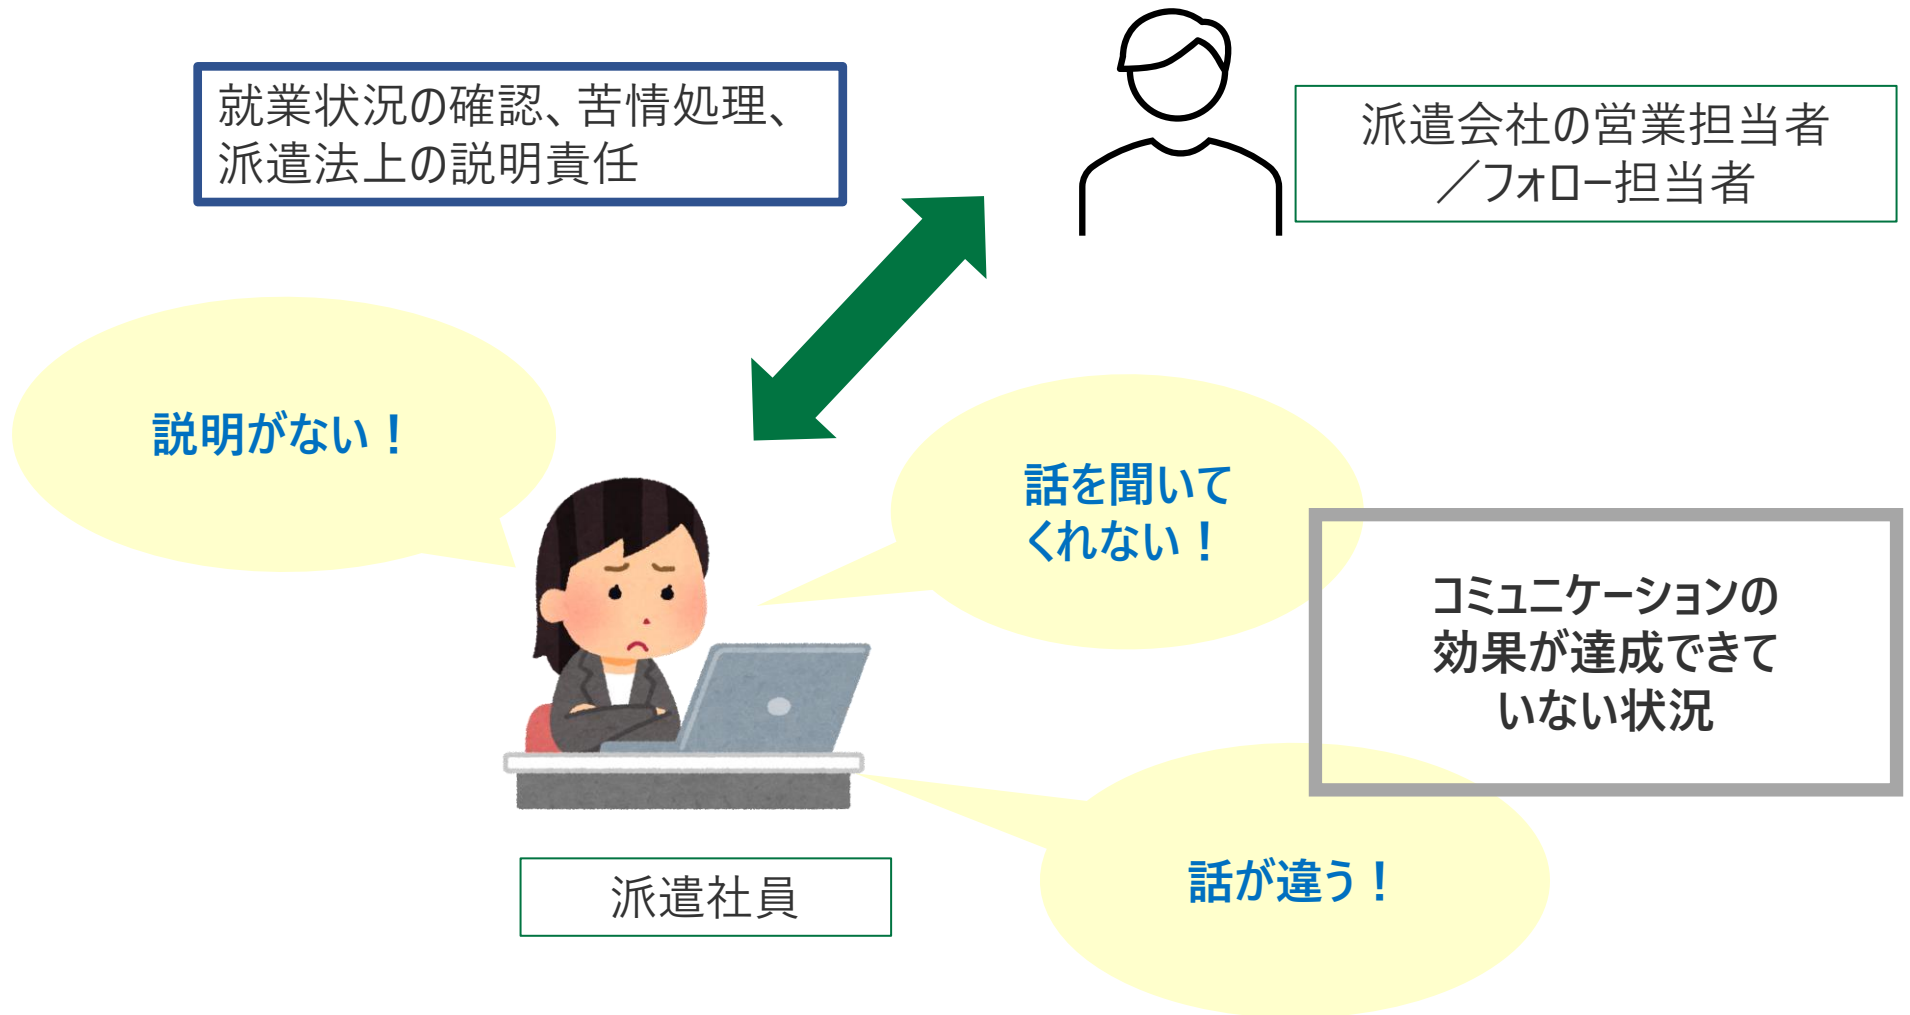 就業状況の確認、苦情処理、
派遣法上の説明責任
派遣会社の営業担当者
／フォロー担当者
説明がない！
話を聞いて
くれない！
コミュニケーションの
効果が達成できて
いない状況
話が違う！
派遣社員